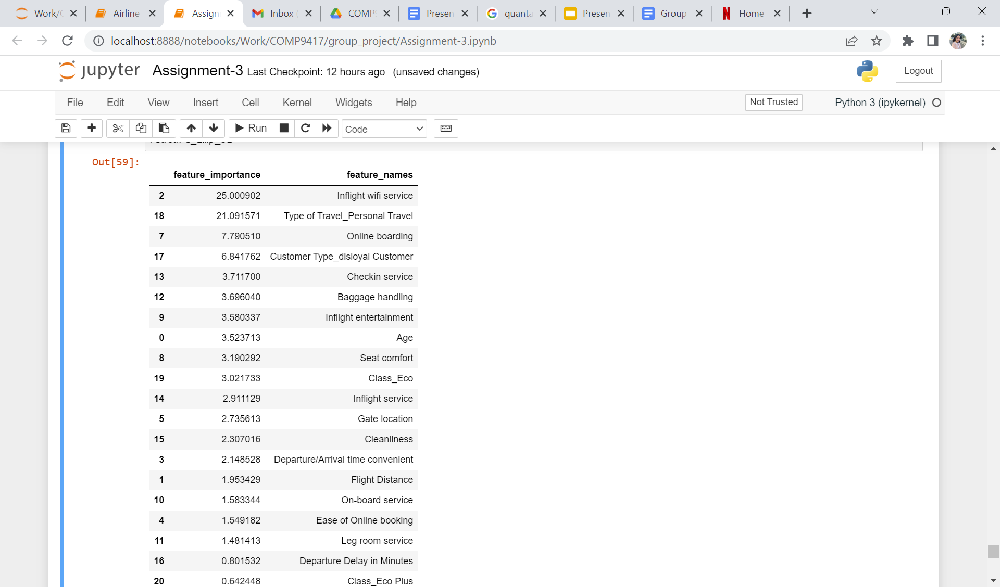 Work/C
Airline
Assign
Inbox (
COMP9
Presen
quanta
Presen
Group
Home
localhost:8888/notebooks/Work/COMP9417/group_project/Assignment-3.ipynb
jupyter Assignment-3 Last Checkpoint: 12 hours ago (unsaved changes)
Logout
File Edit View Insert Cell Kernel Widgets Help
Not Trusted
Python 3 (ipykernel)
Run
Code
Out[59]:
feature_importance feature_names
2 25.000902 Inflight wifi service
18 21.091571 Type of Travel_Personal Travel
7 7.790510 Online boarding
17 6.841762 Customer Type_disloyal Customer
13 3.711700 Checkin service
12 3.696040 Baggage handling
9 3.580337 Inflight entertainment
0 3.523713 Age
8 3.190292 Seat comfort
19 3.021733 Class_Eco
14 2.911129 Inflight service
5 2.735613 Gate location
15 2.307016 Cleanliness
3 2.148528 Departure/Arrival time convenient
1 1.953429 Flight Distance
10 1.583344 On-board service
4 1.549182 Ease of Online booking
11 1.481413 Leg room service
16 0.801532 Departure Delay in Minutes
20 0.642448 Class_Eco Plus